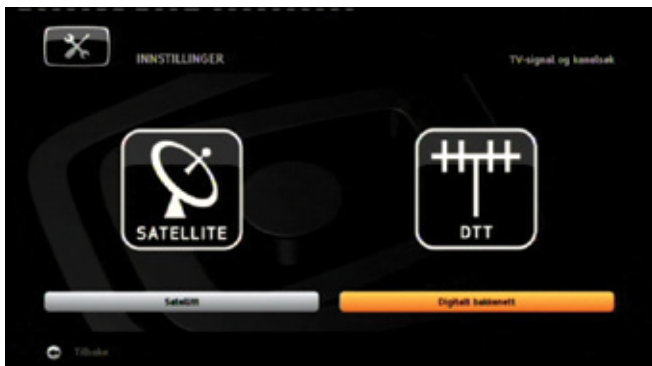 INNSTILLINGER
TV-signal og kanalsøk
SATELLITE
DTT
Satellitt
Digitalt bakkenett
Tilbake